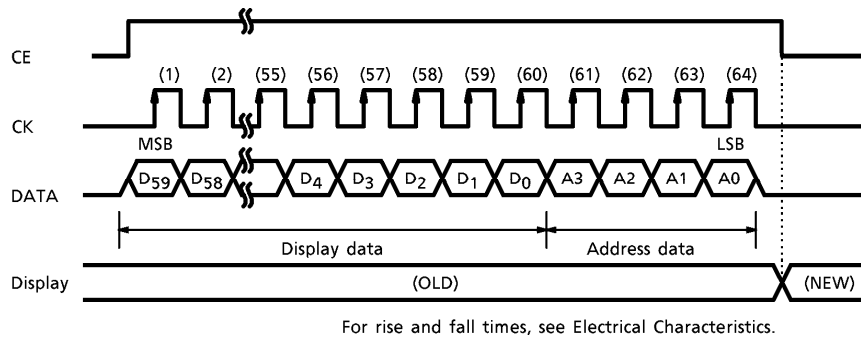 CE
(1) (2) (55) (56) (57) (58) (59) (60) (61) (62) (63) (64)
CK
MSB LSB
DATA D59 D58 D4 D3 D2 D1 D0 A3 A2 A1 A0
Display data Address data
Display (OLD) (NEW)
For rise and fall times, see Electrical Characteristics.